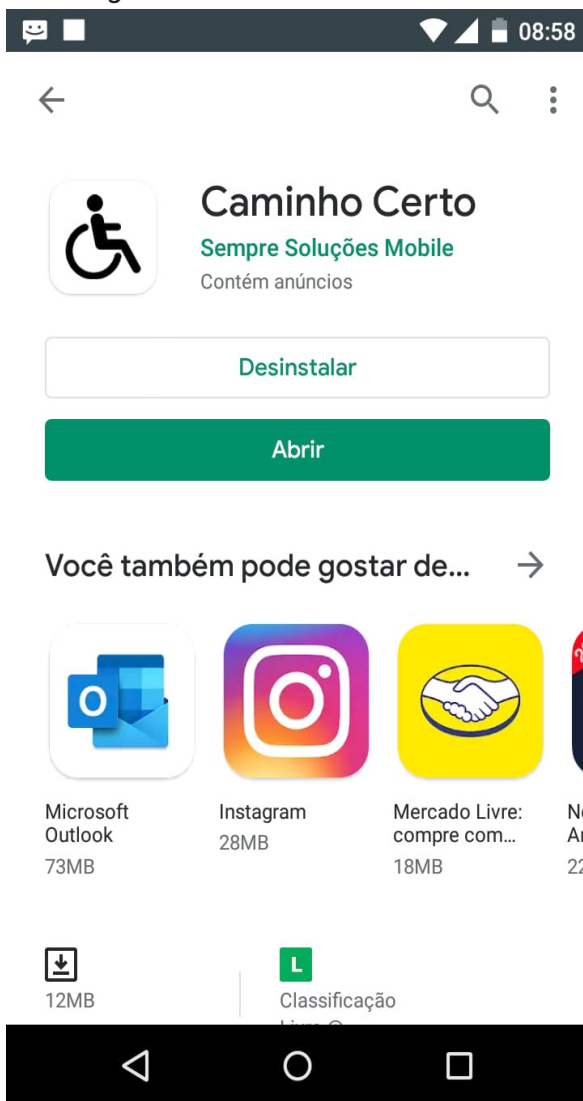 08:58
Caminho Certo
Sempre Soluções Mobile
Contém anúncios
Desinstalar
Abrir
Você também pode gostar de...
Microsoft
Outlook
73MB
Instagram
28MB
Mercado Livre:
compre com...
18MB
12MB
L
Classificação